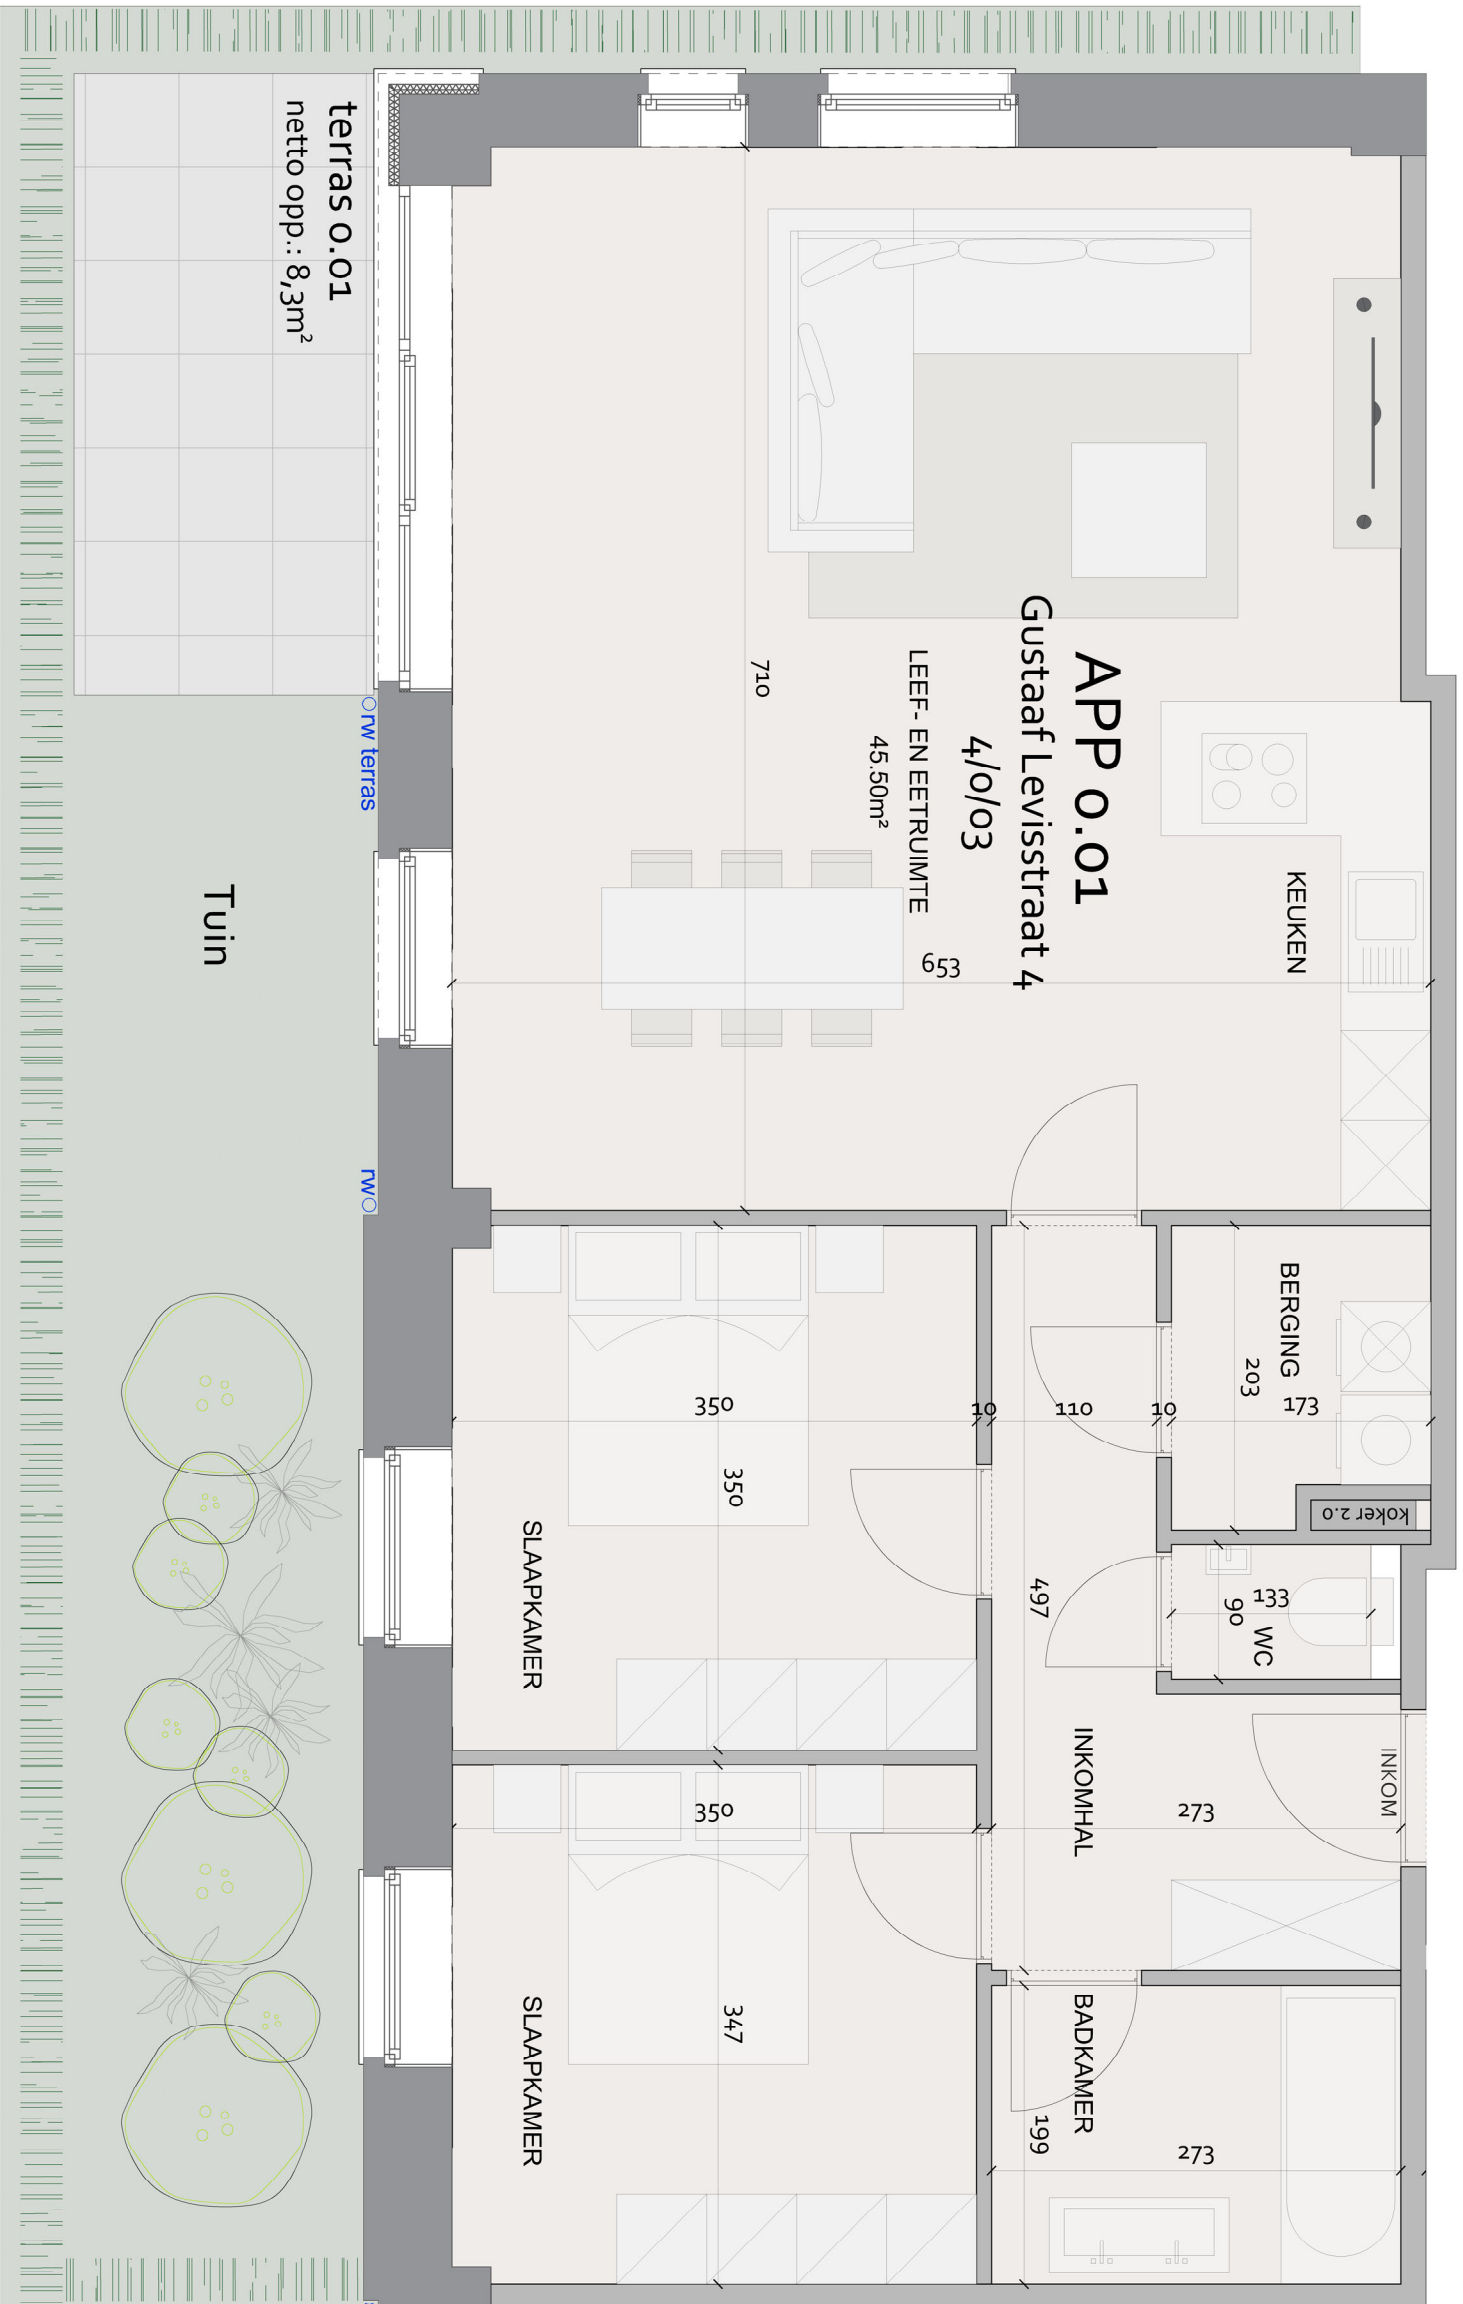 terras 0.01
netto opp.: 8,3m²
APP 0.01
Gustaaf Levisstraat 4
4/0/03
LEEF- EN EETRUIMTE
45.50m²
710
653
KEUKEN
rw terras
Tuin
rw
BERGING
203
173
10
110
10
350
350
SLAAPKAMER
koker 2.0
133
90
WC
497
INKOMHAL
INKOM
273
350
347
SLAAPKAMER
BADKAMER
199
273